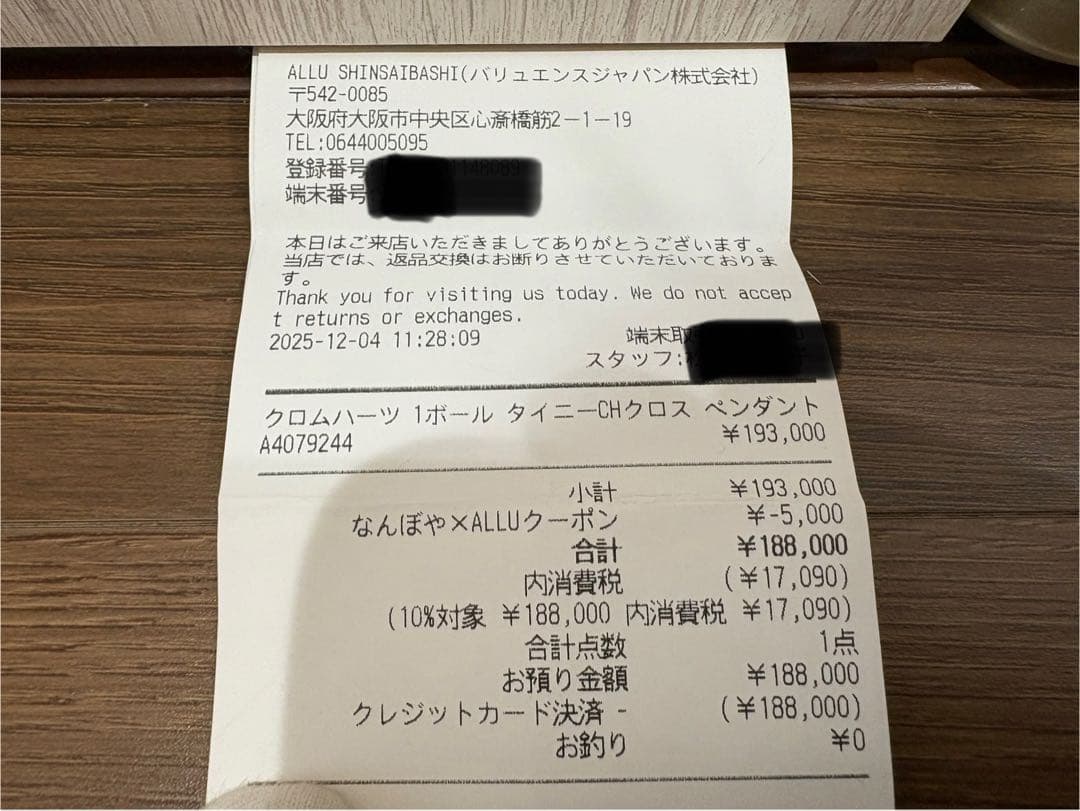 ALLU SHINSAIBASHI(バリュエンスジャパン株式会社)
〒542-0085
大阪府大阪市中央区心斎橋筋2-1-19
TEL:0644005095
登録番号
端末番号
本日はご来店いただきましてありがとうございます。
当店では、返品交換はお断りさせていただいておりま
す。
Thank you for visiting us today. We do not accep
t returns or exchanges.
2025-12-04 11:28:09 端末取
スタッフ:
クロムハーツ 1ボール タイニーCHクロス ペンダント
A4079244 ¥193,000
小計 ¥193,000
なんぼや×ALLUクーポン ¥-5,000
合計 ¥188,000
内消費税 (¥17,090)
(10%対象 ¥188,000 内消費税 ¥17,090)
合計点数 1点
お預り金額 ¥188,000
クレジットカード決済 - (¥188,000)
お釣り ¥0